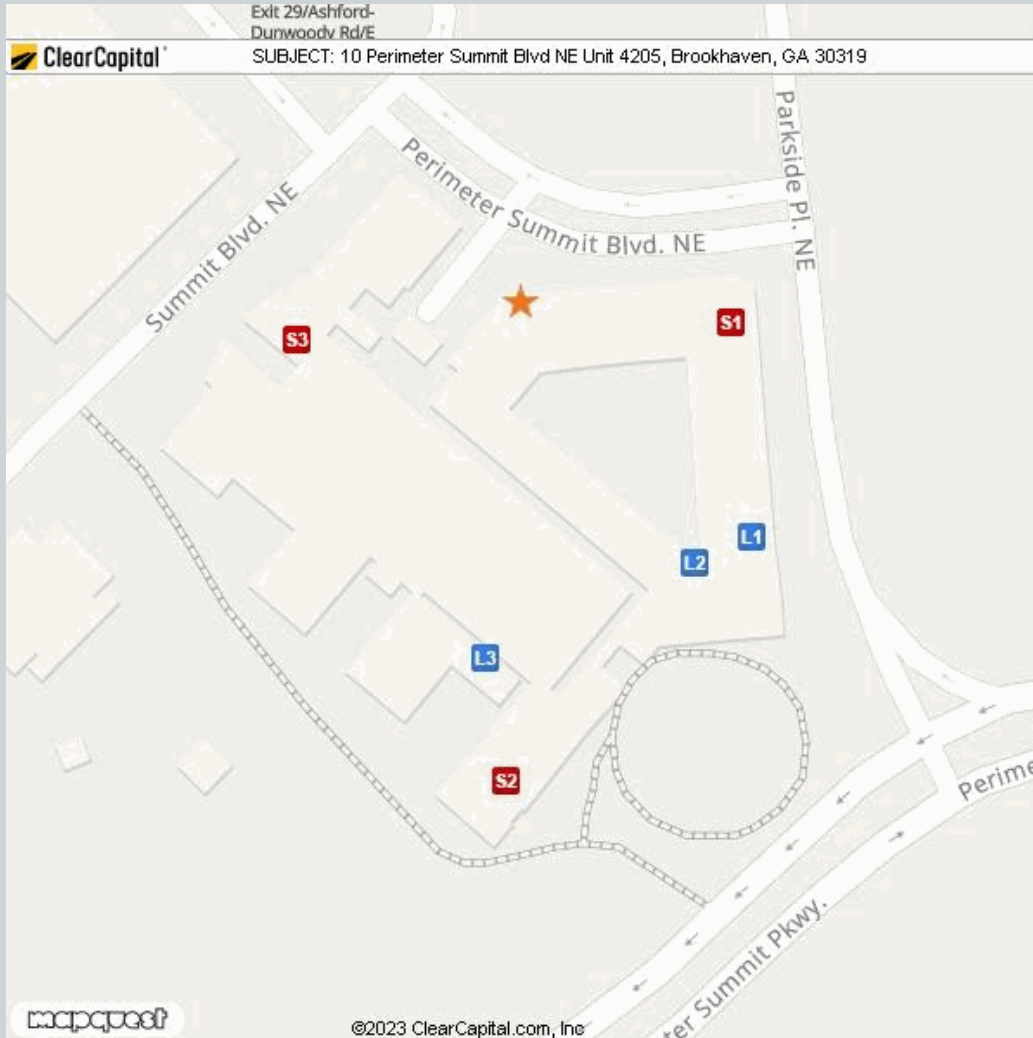 Exit 29/Ashford-
Dunwoody Rd/E
ClearCapital
SUBJECT: 10 Perimeter Summit Blvd NE Unit 4205, Brookhaven, GA 30319
Parkside Pl. NE
Perimeter Summit Blvd. NE
Summit Blvd. NE
S1
S3
L1
L2
L3
S2
Perime
ter Summit Pkwy.
mapquest
©2023 ClearCapital.com, Inc